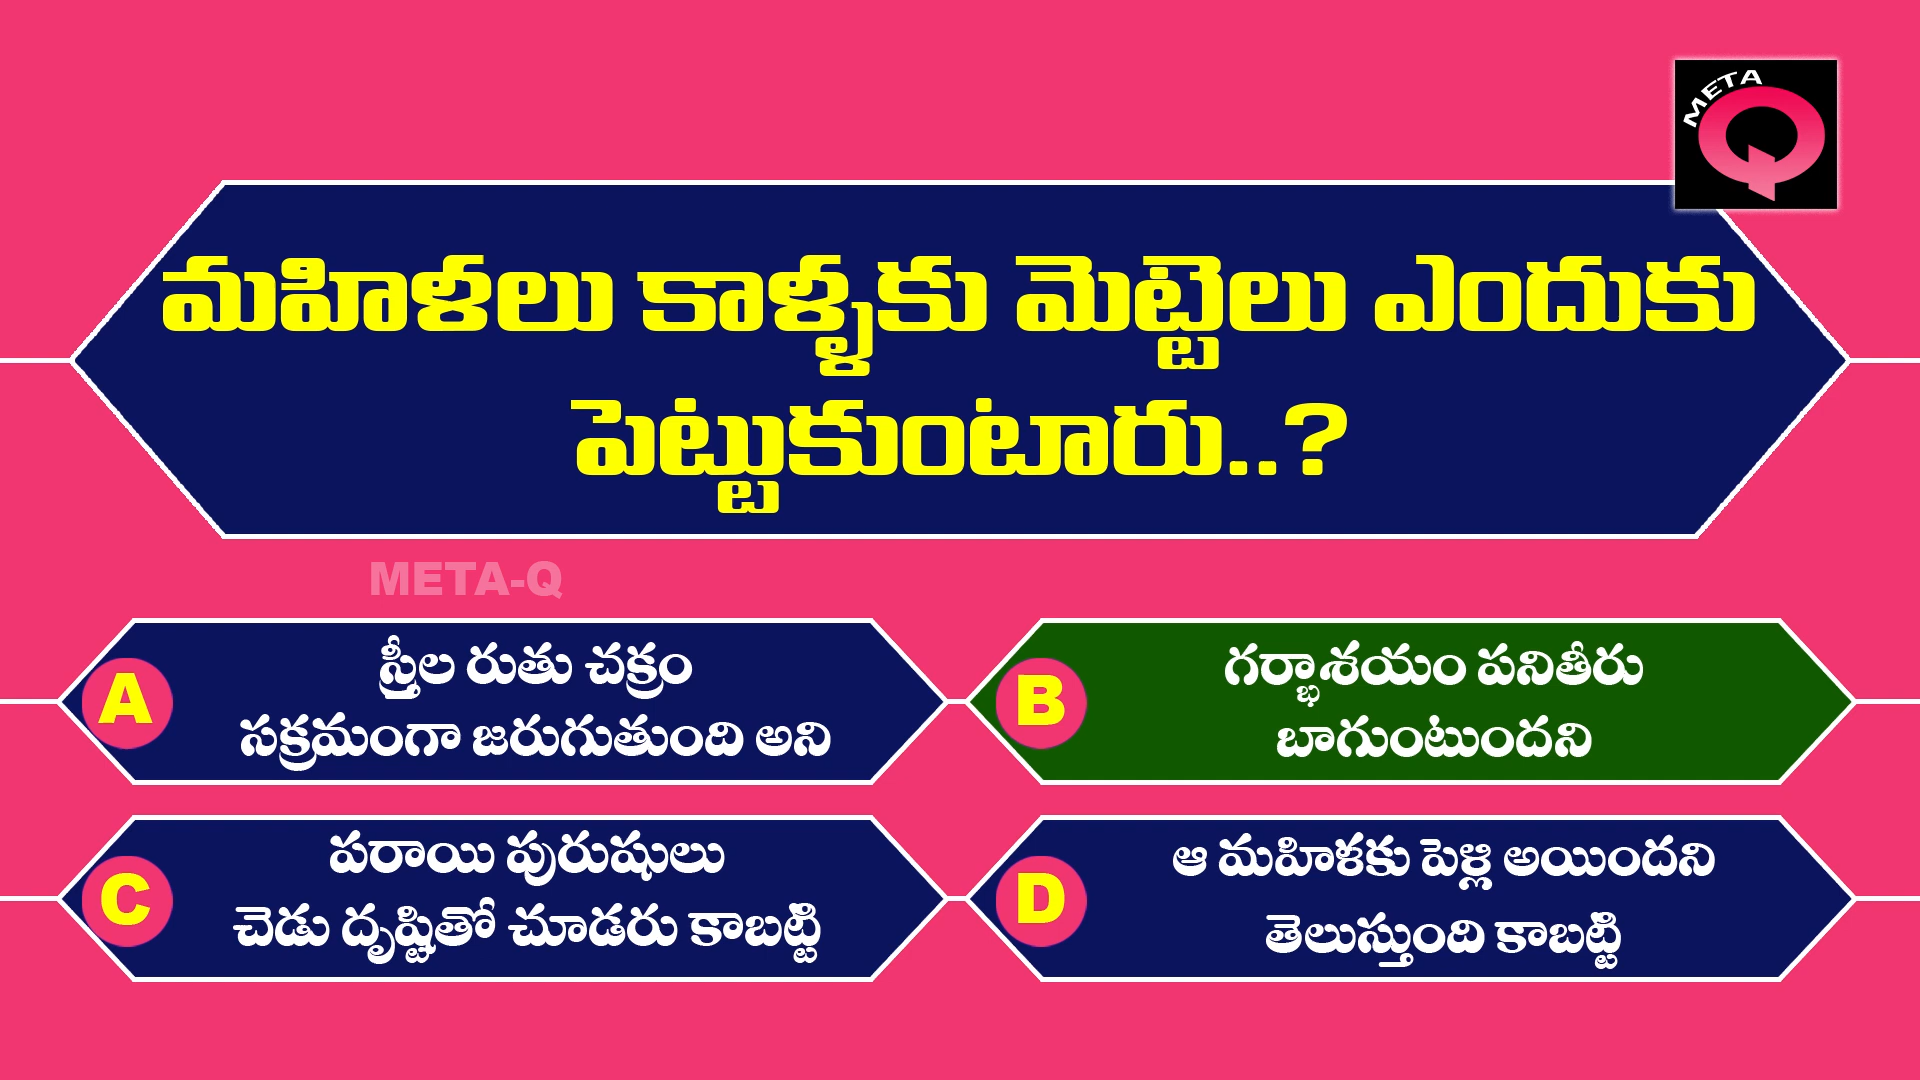 META
Q
మహిళలు కాళ్ళకు మెట్టెలు ఎందుకు
పెట్టుకుంటారు..?
META-Q
A
స్త్రీల రుతు చక్రం
సక్రమంగా జరుగుతుంది అని
B
గర్భాశయం పనితీరు
బాగుంటుందని
C
పరాయి పురుషులు
చెడు దృష్టితో చూడరు కాబట్టి
D
ఆ మహిళకు పెళ్లి అయిందని
తెలుస్తుంది కాబట్టి